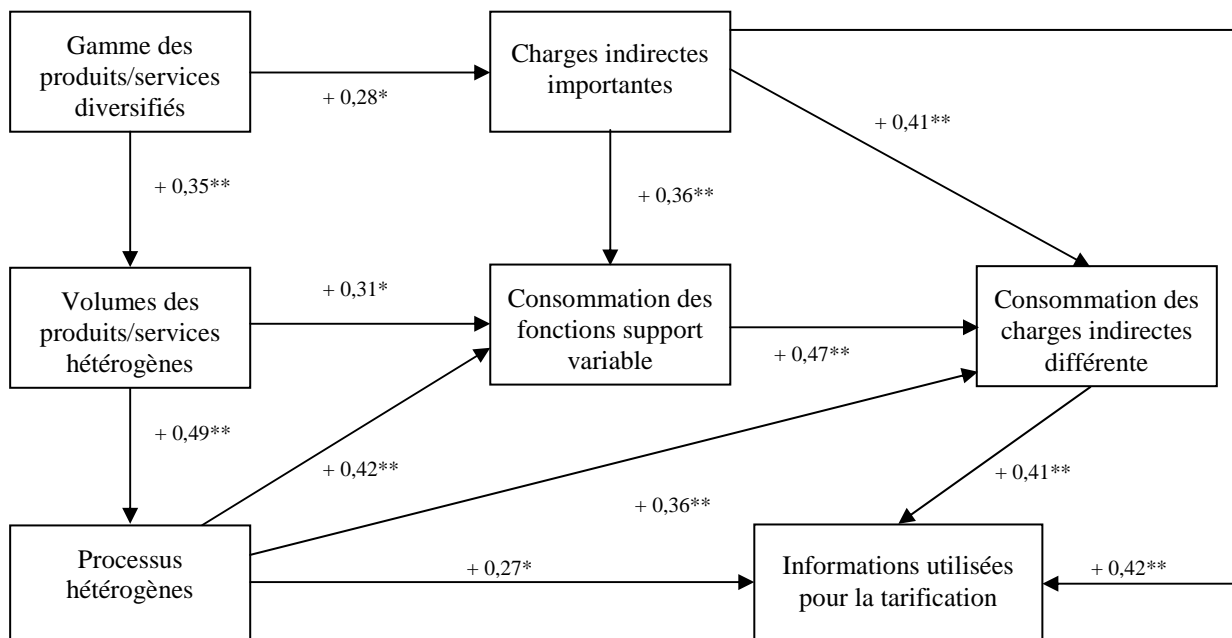 Gamme des
produits/services
diversifiés
+ 0,28*
Charges indirectes
importantes
+ 0,41**
+ 0,35**
+ 0,36**
Volumes des
produits/services
hétérogènes
+ 0,31*
Consommation des
fonctions support
variable
+ 0,47**
Consommation des
charges indirectes
différente
+ 0,49**
+ 0,42**
+ 0,36**
+ 0,41**
Processus
hétérogènes
+ 0,27*
Informations utilisées
pour la tarification
+ 0,42**